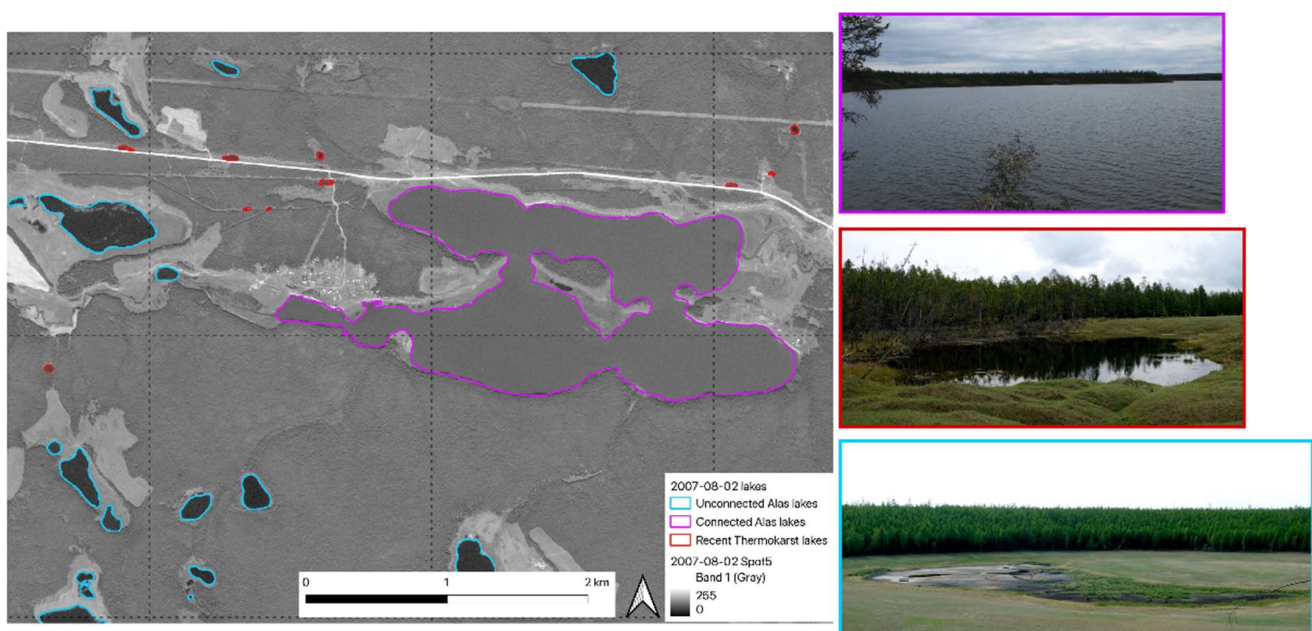 2007-08-02 lakes
Unconnected Alas lakes
Connected Alas lakes
Recent Thermokarst lakes
2007-08-02 Spot5
Band 1 (Gray)
255
0
0 1 2 km